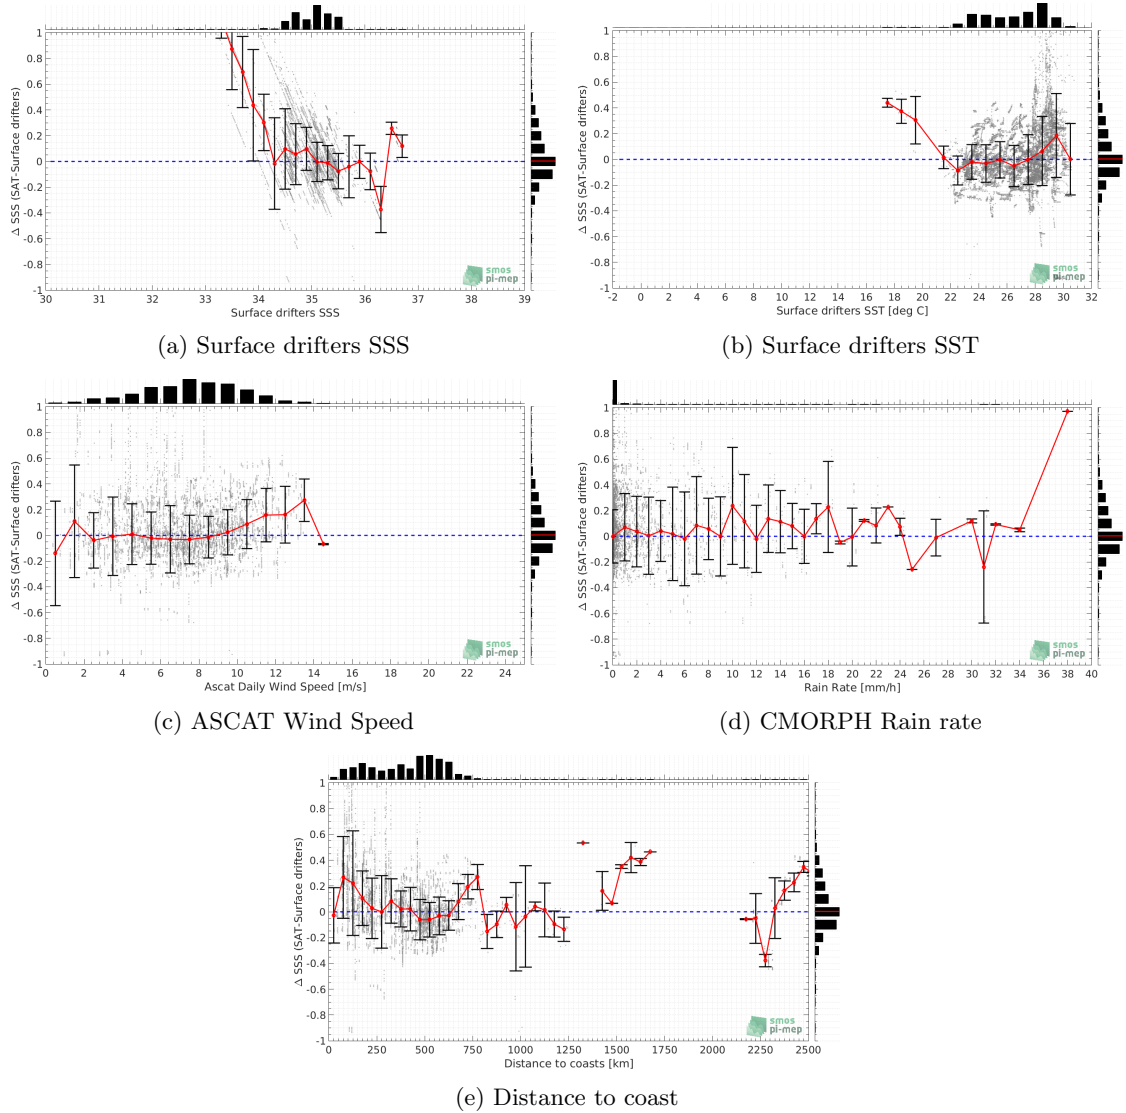 1
0.8
0.6
0.4
0.2
0
-0.2
-0.4
-0.6
-0.8
-1
Δ SSS (SAT-Surface drifters)
30 31 32 33 34 35 36 37 38 39
Surface drifters SSS
smos
pi-mep
(a) Surface drifters SSS
1
0.8
0.6
0.4
0.2
0
-0.2
-0.4
-0.6
-0.8
-1
Δ SSS (SAT-Surface drifters)
-2 0 2 4 6 8 10 12 14 16 18 20 22 24 26 28 30 32
Surface drifters SST [deg C]
smos
pi-mep
(b) Surface drifters SST
1
0.8
0.6
0.4
0.2
0
-0.2
-0.4
-0.6
-0.8
-1
Δ SSS (SAT-Surface drifters)
0 2 4 6 8 10 12 14 16 18 20 22 24
Ascat Daily Wind Speed [m/s]
smos
pi-mep
(c) ASCAT Wind Speed
1
0.8
0.6
0.4
0.2
0
-0.2
-0.4
-0.6
-0.8
-1
Δ SSS (SAT-Surface drifters)
0 2 4 6 8 10 12 14 16 18 20 22 24 26 28 30 32 34 36 38 40
Rain Rate [mm/h]
smos
pi-mep
(d) CMORPH Rain rate
1
0.8
0.6
0.4
0.2
0
-0.2
-0.4
-0.6
-0.8
-1
Δ SSS (SAT-Surface drifters)
0 250 500 750 1000 1250 1500 1750 2000 2250 2500
Distance to coasts [km]
smos
pi-mep
(e) Distance to coast